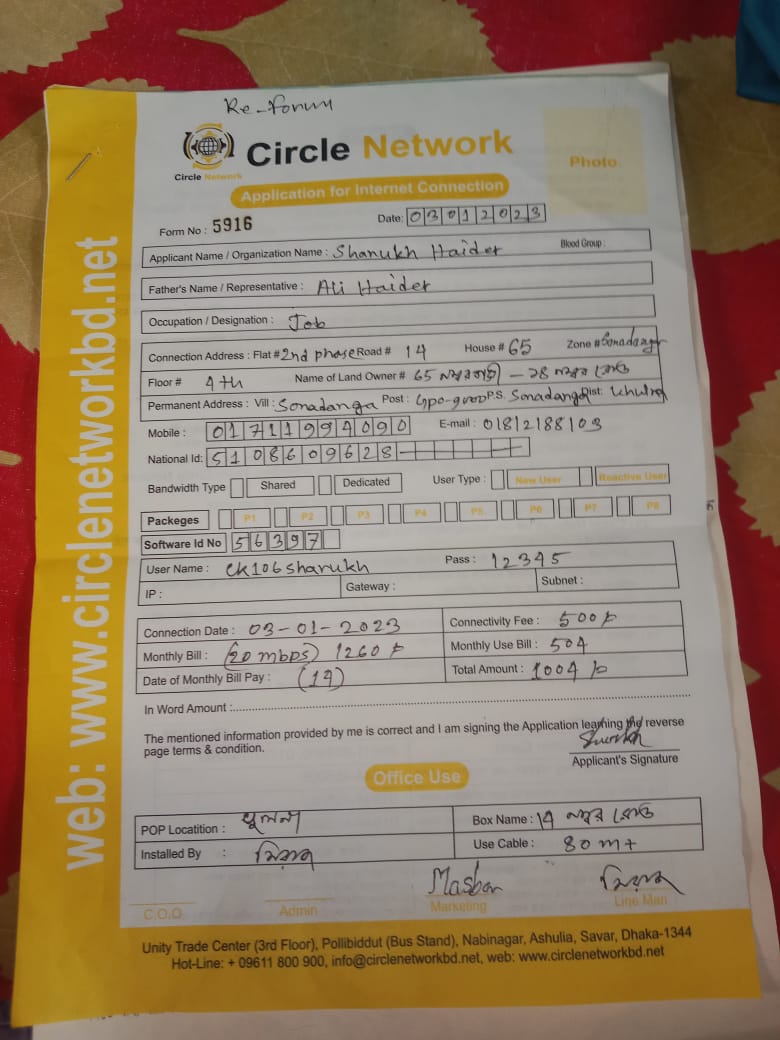 Re-Forum
Circle Network
Circle Network
Photo
Application for Internet Connection
Form No : 5916
Date: 03012023
Applicant Name / Organization Name : Sharukh Haider Blood Group :
Father's Name / Representative : Ali Haider
Occupation / Designation : Job
Connection Address : Flat # 2nd phase Road # 14 House # 65 Zone # Sonadanga
Floor # 4th Name of Land Owner # 65 নম্বর বাড়ী - ১৪ নম্বর রোড
Permanent Address : Vill : Sonadanga Post : Gpo-9000 P.S. Sonadanga Dist: Khulna
Mobile : 01711994090 E-mail : 01812188103
National Id: 5108609628
Bandwidth Type Shared Dedicated User Type : New User Reactive User
Packeges P1 P2 P3 P4 P5 P6 P7 P8
Software Id No 56397
User Name : ck106sharukh Pass : 12345
IP : Gateway : Subnet :
Connection Date : 03-01-2023 Connectivity Fee : 500/-
Monthly Bill : (20 mbps) 1260/- Monthly Use Bill : 504
Date of Monthly Bill Pay : (14) Total Amount : 1004/-
In Word Amount :
The mentioned information provided by me is correct and I am signing the Application learning the reverse
page terms & condition.
Applicant's Signature
Office Use
POP Locatition : খুলনা Box Name : 14 নম্বর রোড
Installed By : মিরাজ Use Cable : 80 m+
Masbon মিরাজ
C.O.O Admin Marketing Line Man
Unity Trade Center (3rd Floor), Pollibiddut (Bus Stand), Nabinagar, Ashulia, Savar, Dhaka-1344
Hot-Line: + 09611 800 900, info@circlenetworkbd.net, web: www.circlenetworkbd.net
web: www.circlenetworkbd.net